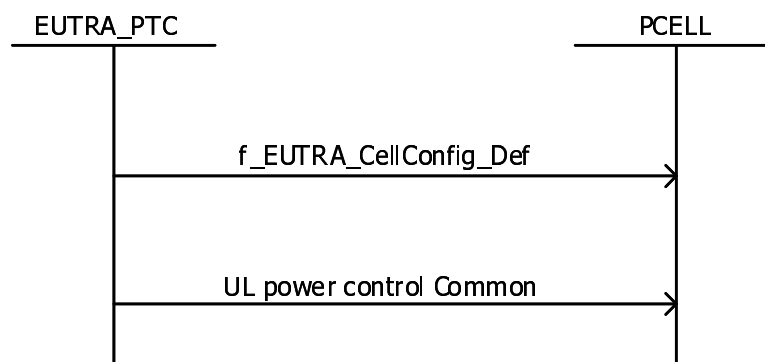 EUTRA_PTC
PCELL
f_EUTRA_CellConfig_Def
UL power control Common